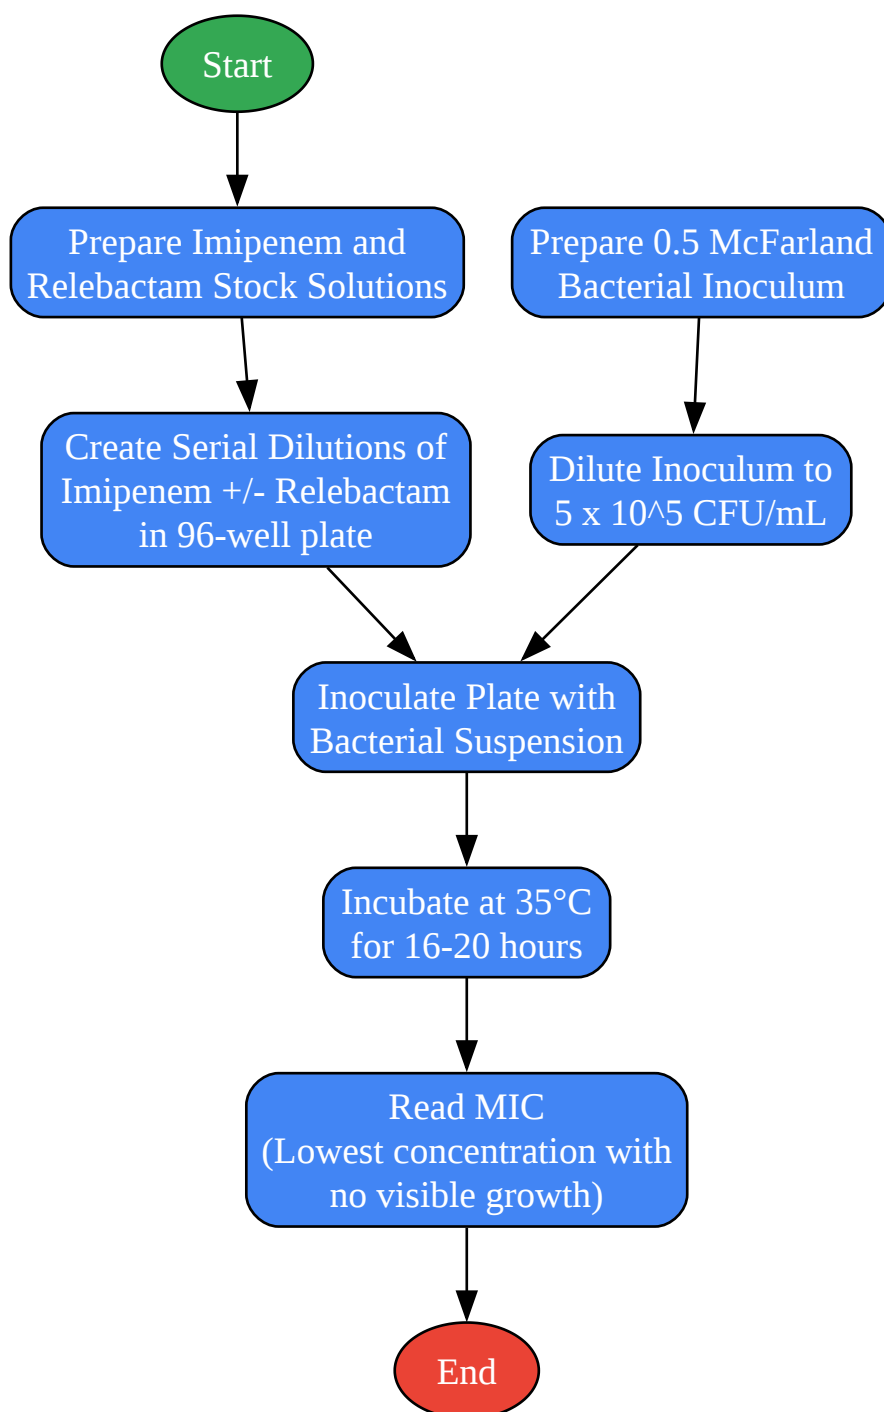 Start
Prepare Imipenem and
Relebactam Stock Solutions
Prepare 0.5 McFarland
Bacterial Inoculum
Create Serial Dilutions of
Imipenem +/- Relebactam
in 96-well plate
Dilute Inoculum to
5 x 10^5 CFU/mL
Inoculate Plate with
Bacterial Suspension
Incubate at 35°C
for 16-20 hours
Read MIC
(Lowest concentration with
no visible growth)
End